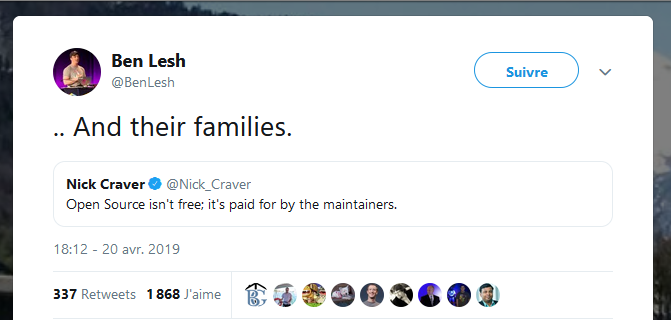 Ben Lesh
@BenLesh
Suivre
.. And their families.
Nick Craver @Nick_Craver
Open Source isn't free; it's paid for by the maintainers.
18:12 - 20 avr. 2019
337 Retweets 1 868 J'aime